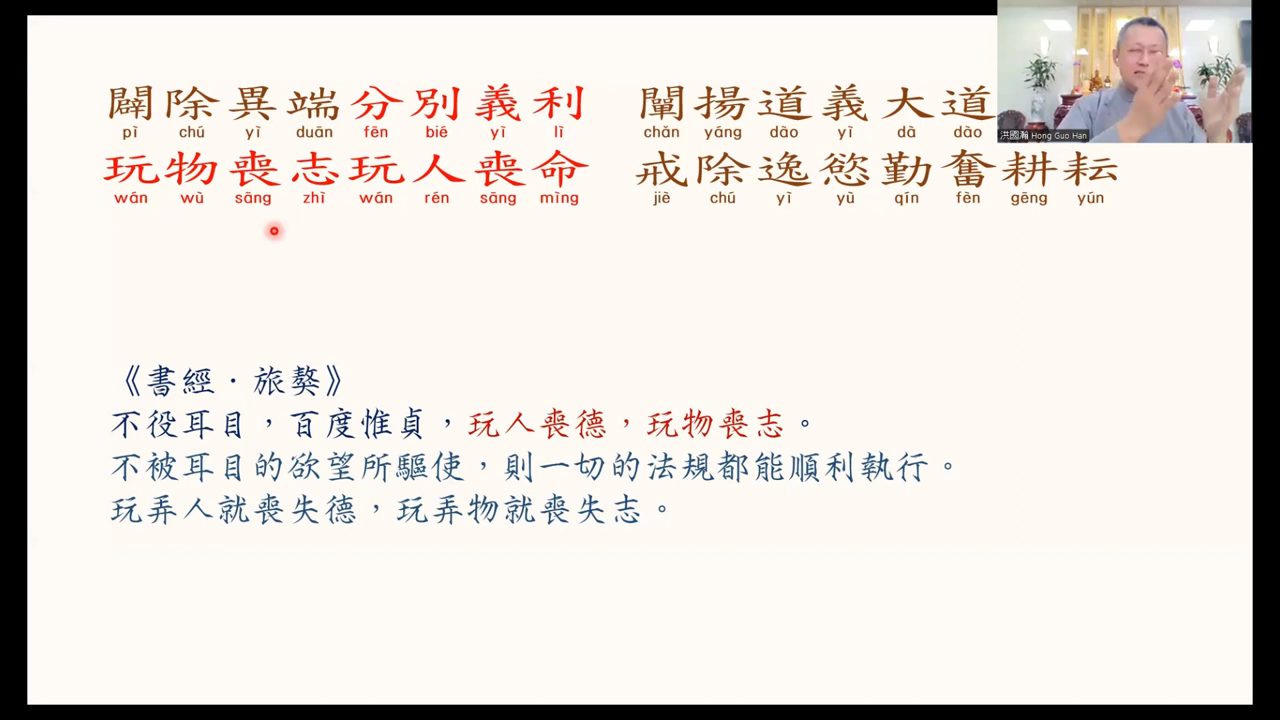 闢除異端分別義利 闡揚道義大道
pì chú yì duān fēn bié yì lì chǎn yáng dào yì dà dào
玩物喪志玩人喪命 戒除逸慾勤奮耕耘
wán wù sāng zhì wán rén sāng mìng jiè chú yì yù qín fèn gēng yún
洪國瀚 Hong Guo Han
《書經．旅獒》
不役耳目，百度惟貞，玩人喪德，玩物喪志。
不被耳目的欲望所驅使，則一切的法規都能順利執行。
玩弄人就喪失德，玩弄物就喪失志。